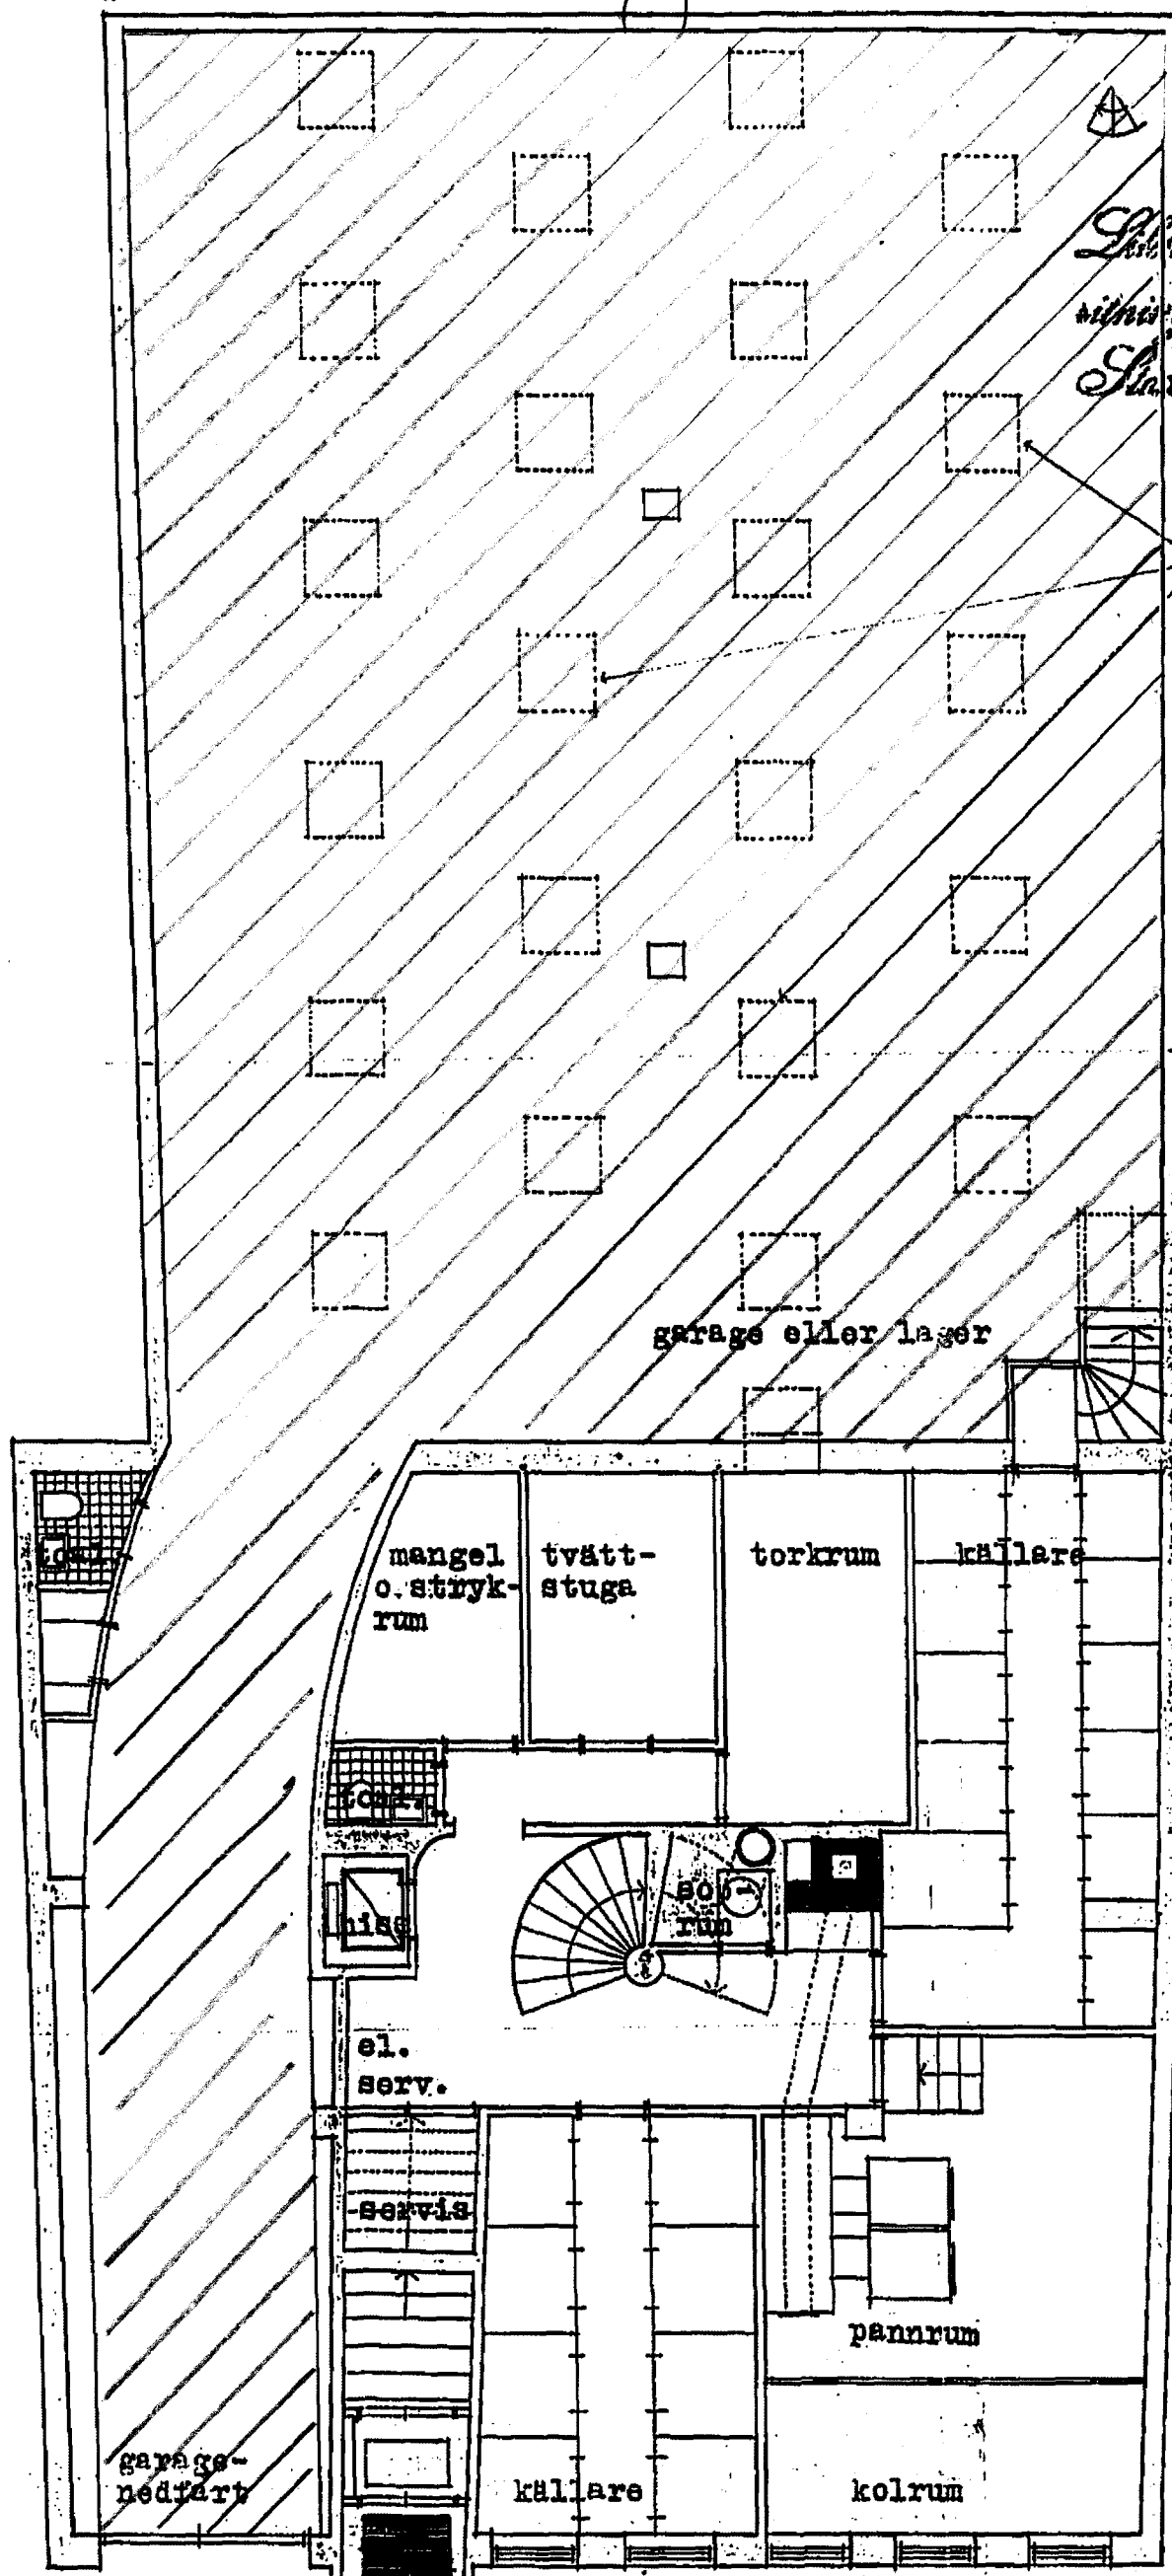 garage eller lager
mangel
o. stryk-
rum
tvätt-
stuga
torkrum
källare
toal.
sop-
rum
hiss
el.
serv.
servis
pannrum
garage-
nedfart
källare
kolrum